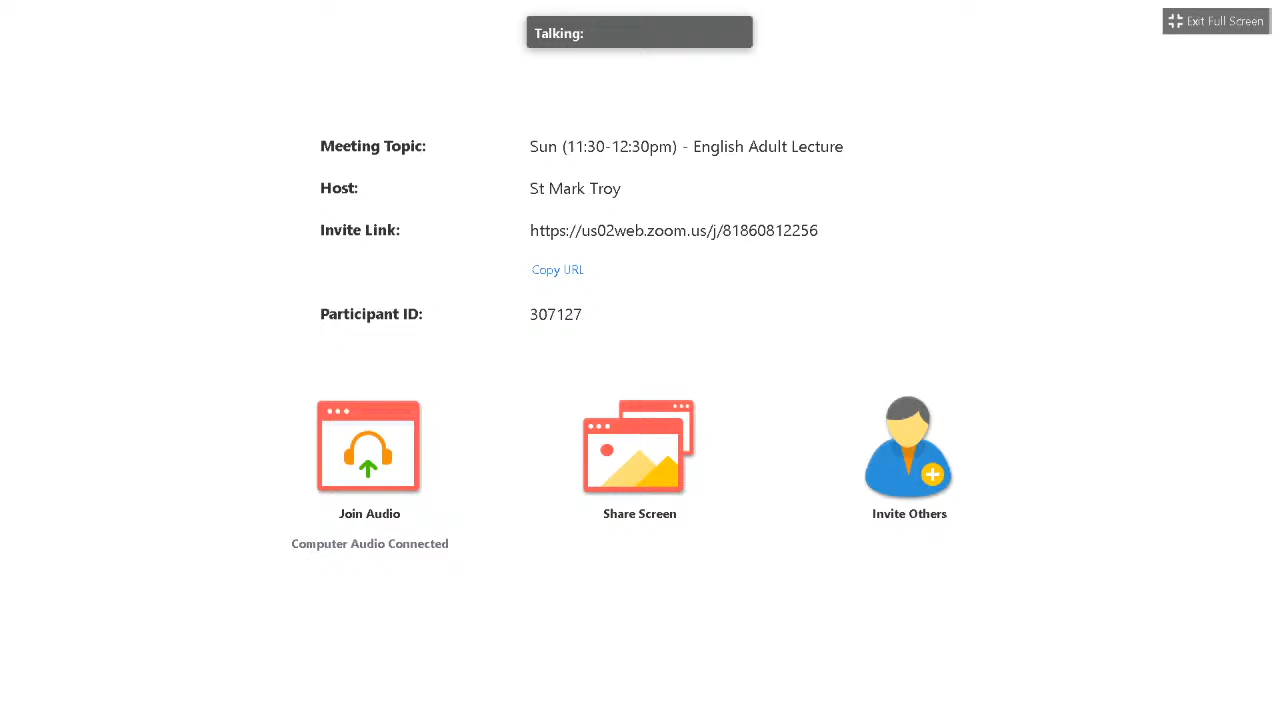 Talking:
Exit Full Screen
Meeting Topic: Sun (11:30-12:30pm) - English Adult Lecture
Host: St Mark Troy
Invite Link: https://us02web.zoom.us/j/81860812256
Copy URL
Participant ID: 307127
Join Audio
Share Screen
Invite Others
Computer Audio Connected